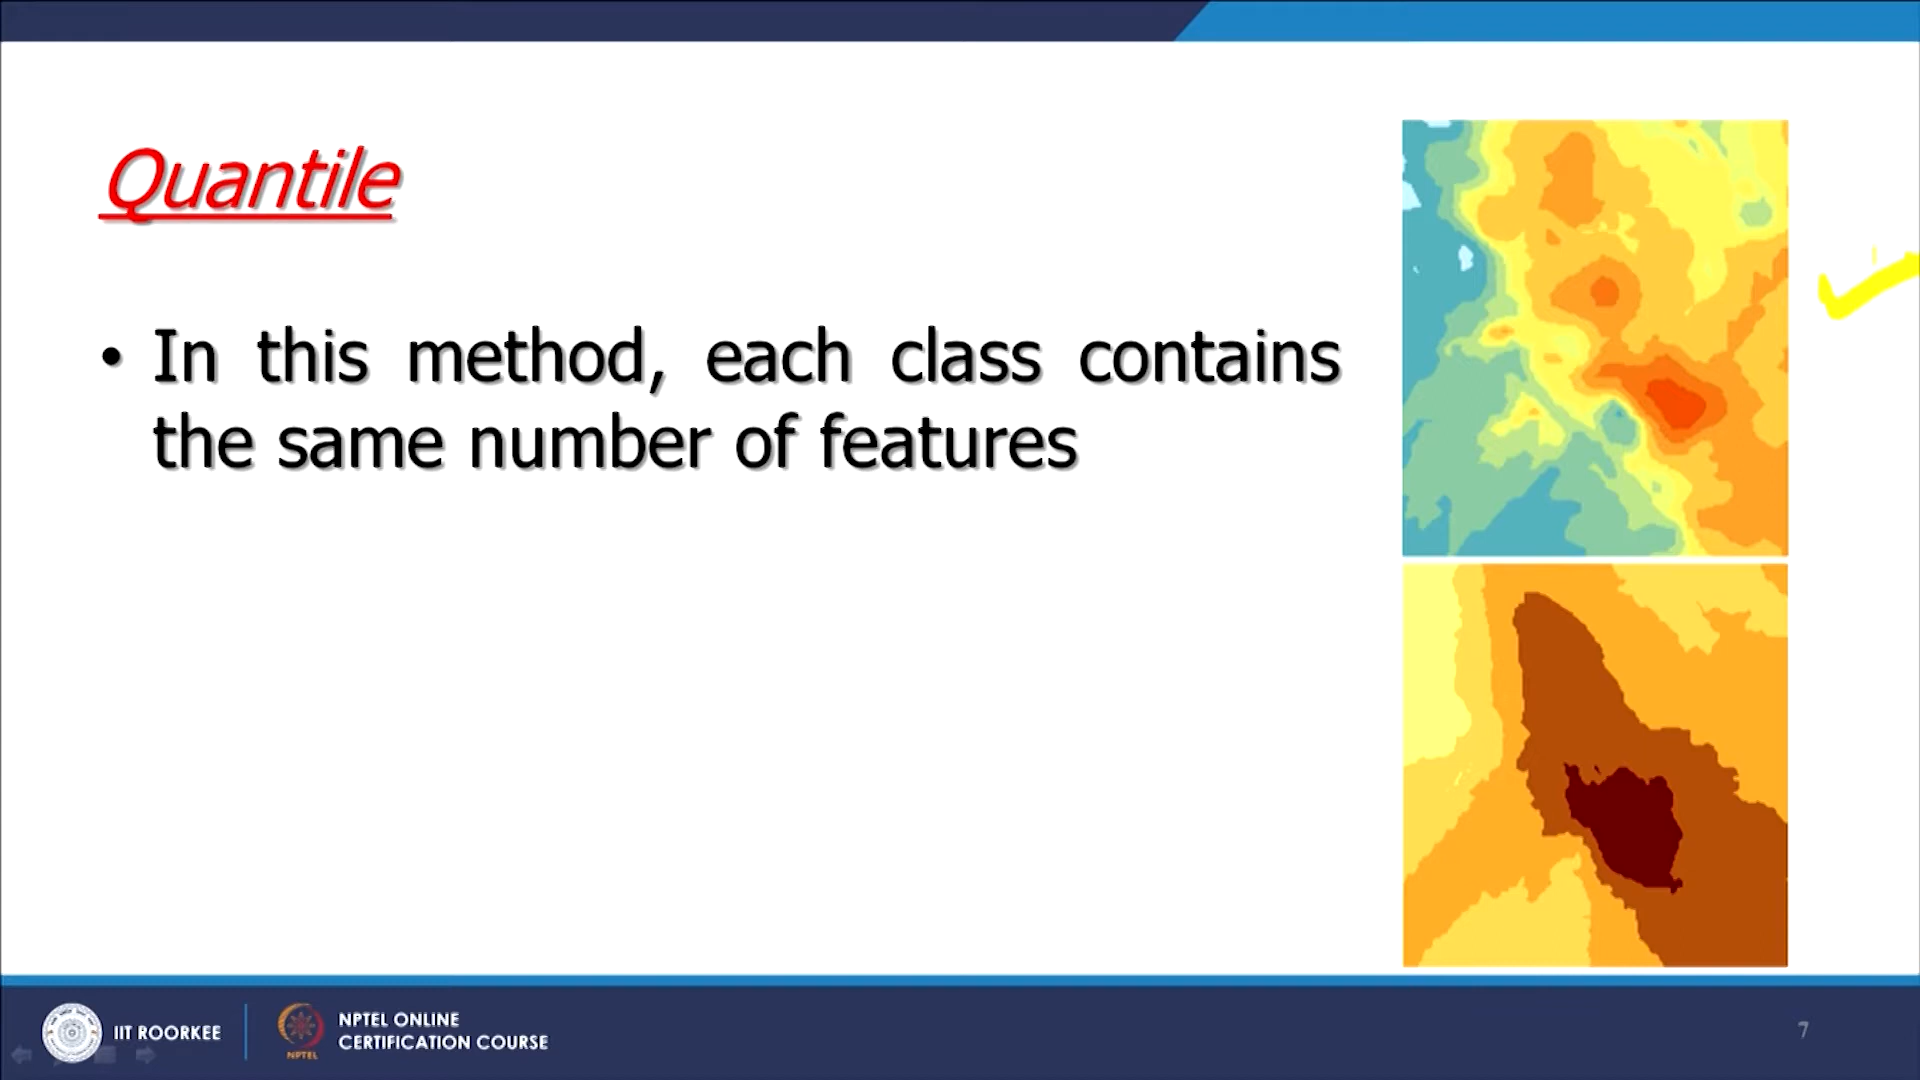 Quantile
• In this method, each class contains
the same number of features
IIT ROORKEE
NPTEL
NPTEL ONLINE
CERTIFICATION COURSE
7